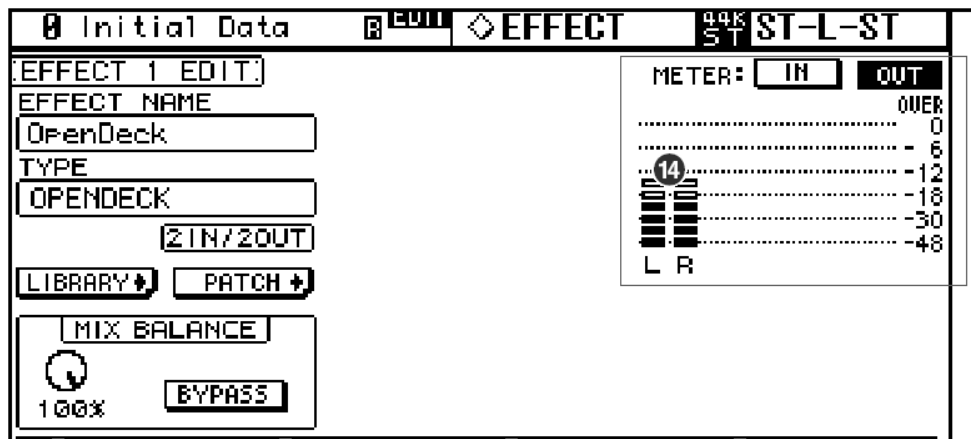 0 Initial Data R EDIT ◇EFFECT 44K ST ST-L-ST
EFFECT 1 EDIT
METER: IN OUT
EFFECT NAME
OpenDeck
OVER
0
- 6
-12
-18
-30
-48
14
L R
TYPE
OPENDECK
2IN/2OUT
LIBRARY PATCH
MIX BALANCE
100%
BYPASS